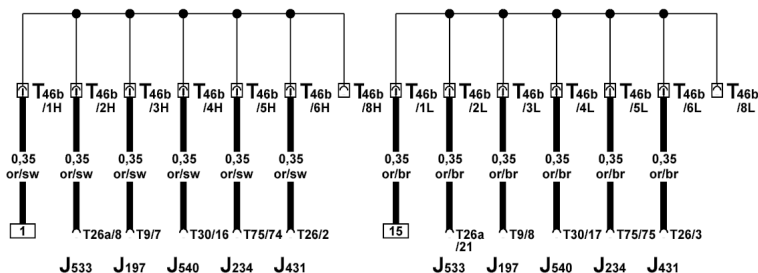 T46b /1H T46b /2H T46b /3H T46b /4H T46b /5H T46b /6H T46b /8H T46b /1L T46b /2L T46b /3L T46b /4L T46b /5L T46b /6L T46b /8L
0,35 0,35 0,35 0,35 0,35 0,35 0,35 0,35 0,35 0,35 0,35 0,35
or/sw or/sw or/sw or/sw or/sw or/sw or/br or/br or/br or/br or/br or/br
1 T26a/8 T9/7 T30/16 T75/74 T26/2 15 T26a /21 T9/8 T30/17 T75/75 T26/3
J533 J197 J540 J234 J431 J533 J197 J540 J234 J431